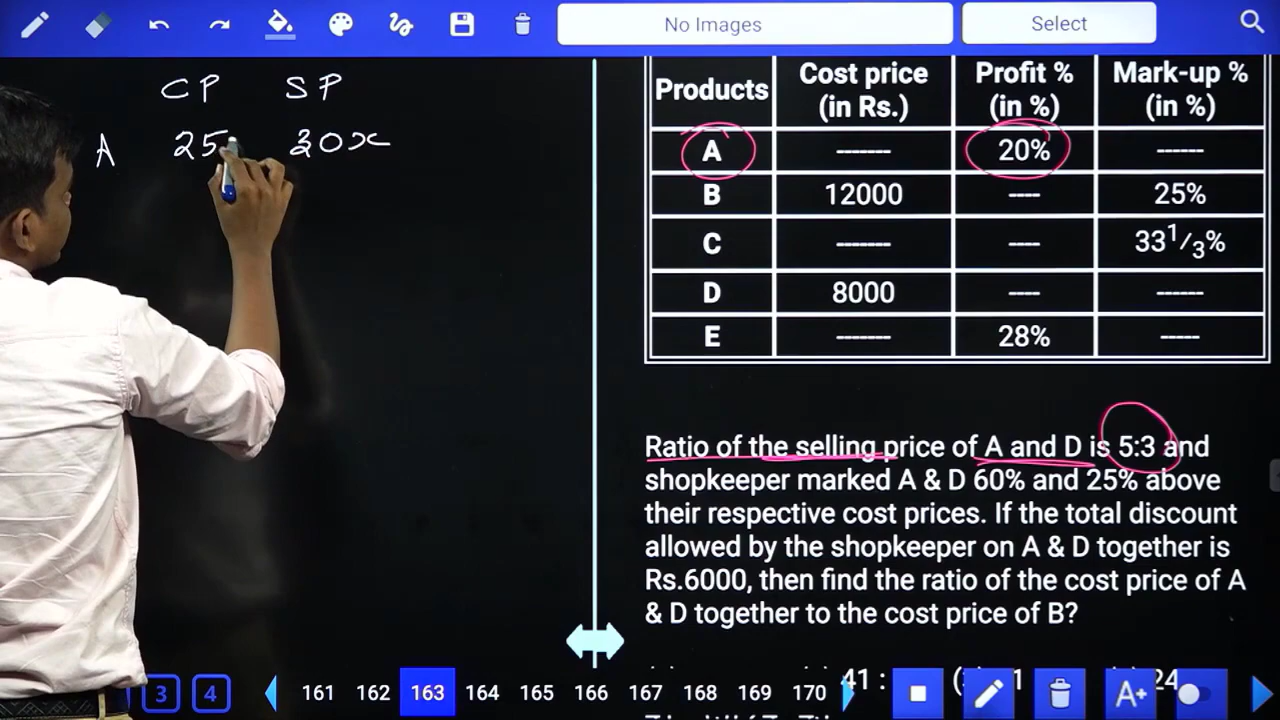 No Images
Select
CP SP
A 25 30x
Products Cost price (in Rs.) Profit % (in %) Mark-up % (in %)
A ------- 20% ------
B 12000 ---- 25%
C ------- ---- 33 1/3%
D 8000 ---- ------
E ------- 28% -----
Ratio of the selling price of A and D is 5:3 and
shopkeeper marked A & D 60% and 25% above
their respective cost prices. If the total discount
allowed by the shopkeeper on A & D together is
Rs.6000, then find the ratio of the cost price of A
& D together to the cost price of B?
41 :
3 4 161 162 163 164 165 166 167 168 169 170 A+